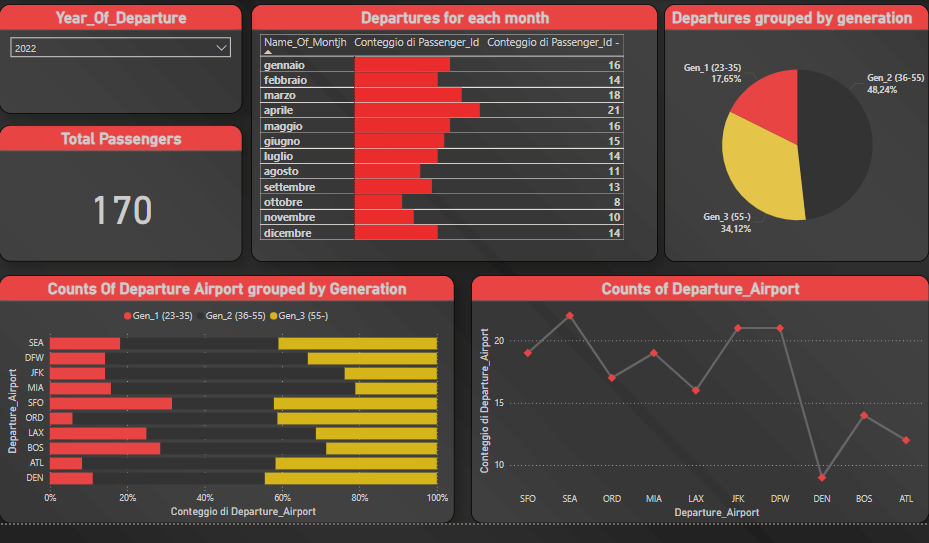 Year_Of_Departure
2022
Total Passengers
170
Departures for each month
Name_Of_Montjh Conteggio di Passenger_Id Conteggio di Passenger_Id -
gennaio 16
febbraio 14
marzo 18
aprile 21
maggio 16
giugno 15
luglio 14
agosto 11
settembre 13
ottobre 8
novembre 10
dicembre 14
Departures grouped by generation
Gen_1 (23-35)
17,65%
Gen_2 (36-55)
48,24%
Gen_3 (55-)
34,12%
Counts Of Departure Airport grouped by Generation
Gen_1 (23-35) Gen_2 (36-55) Gen_3 (55-)
Departure_Airport
SEA
DFW
JFK
MIA
SFO
ORD
LAX
BOS
ATL
DEN
0% 20% 40% 60% 80% 100%
Conteggio di Departure_Airport
Counts of Departure_Airport
Conteggio di Departure_Airport
20
15
10
SFO SEA ORD MIA LAX JFK DFW DEN BOS ATL
Departure_Airport